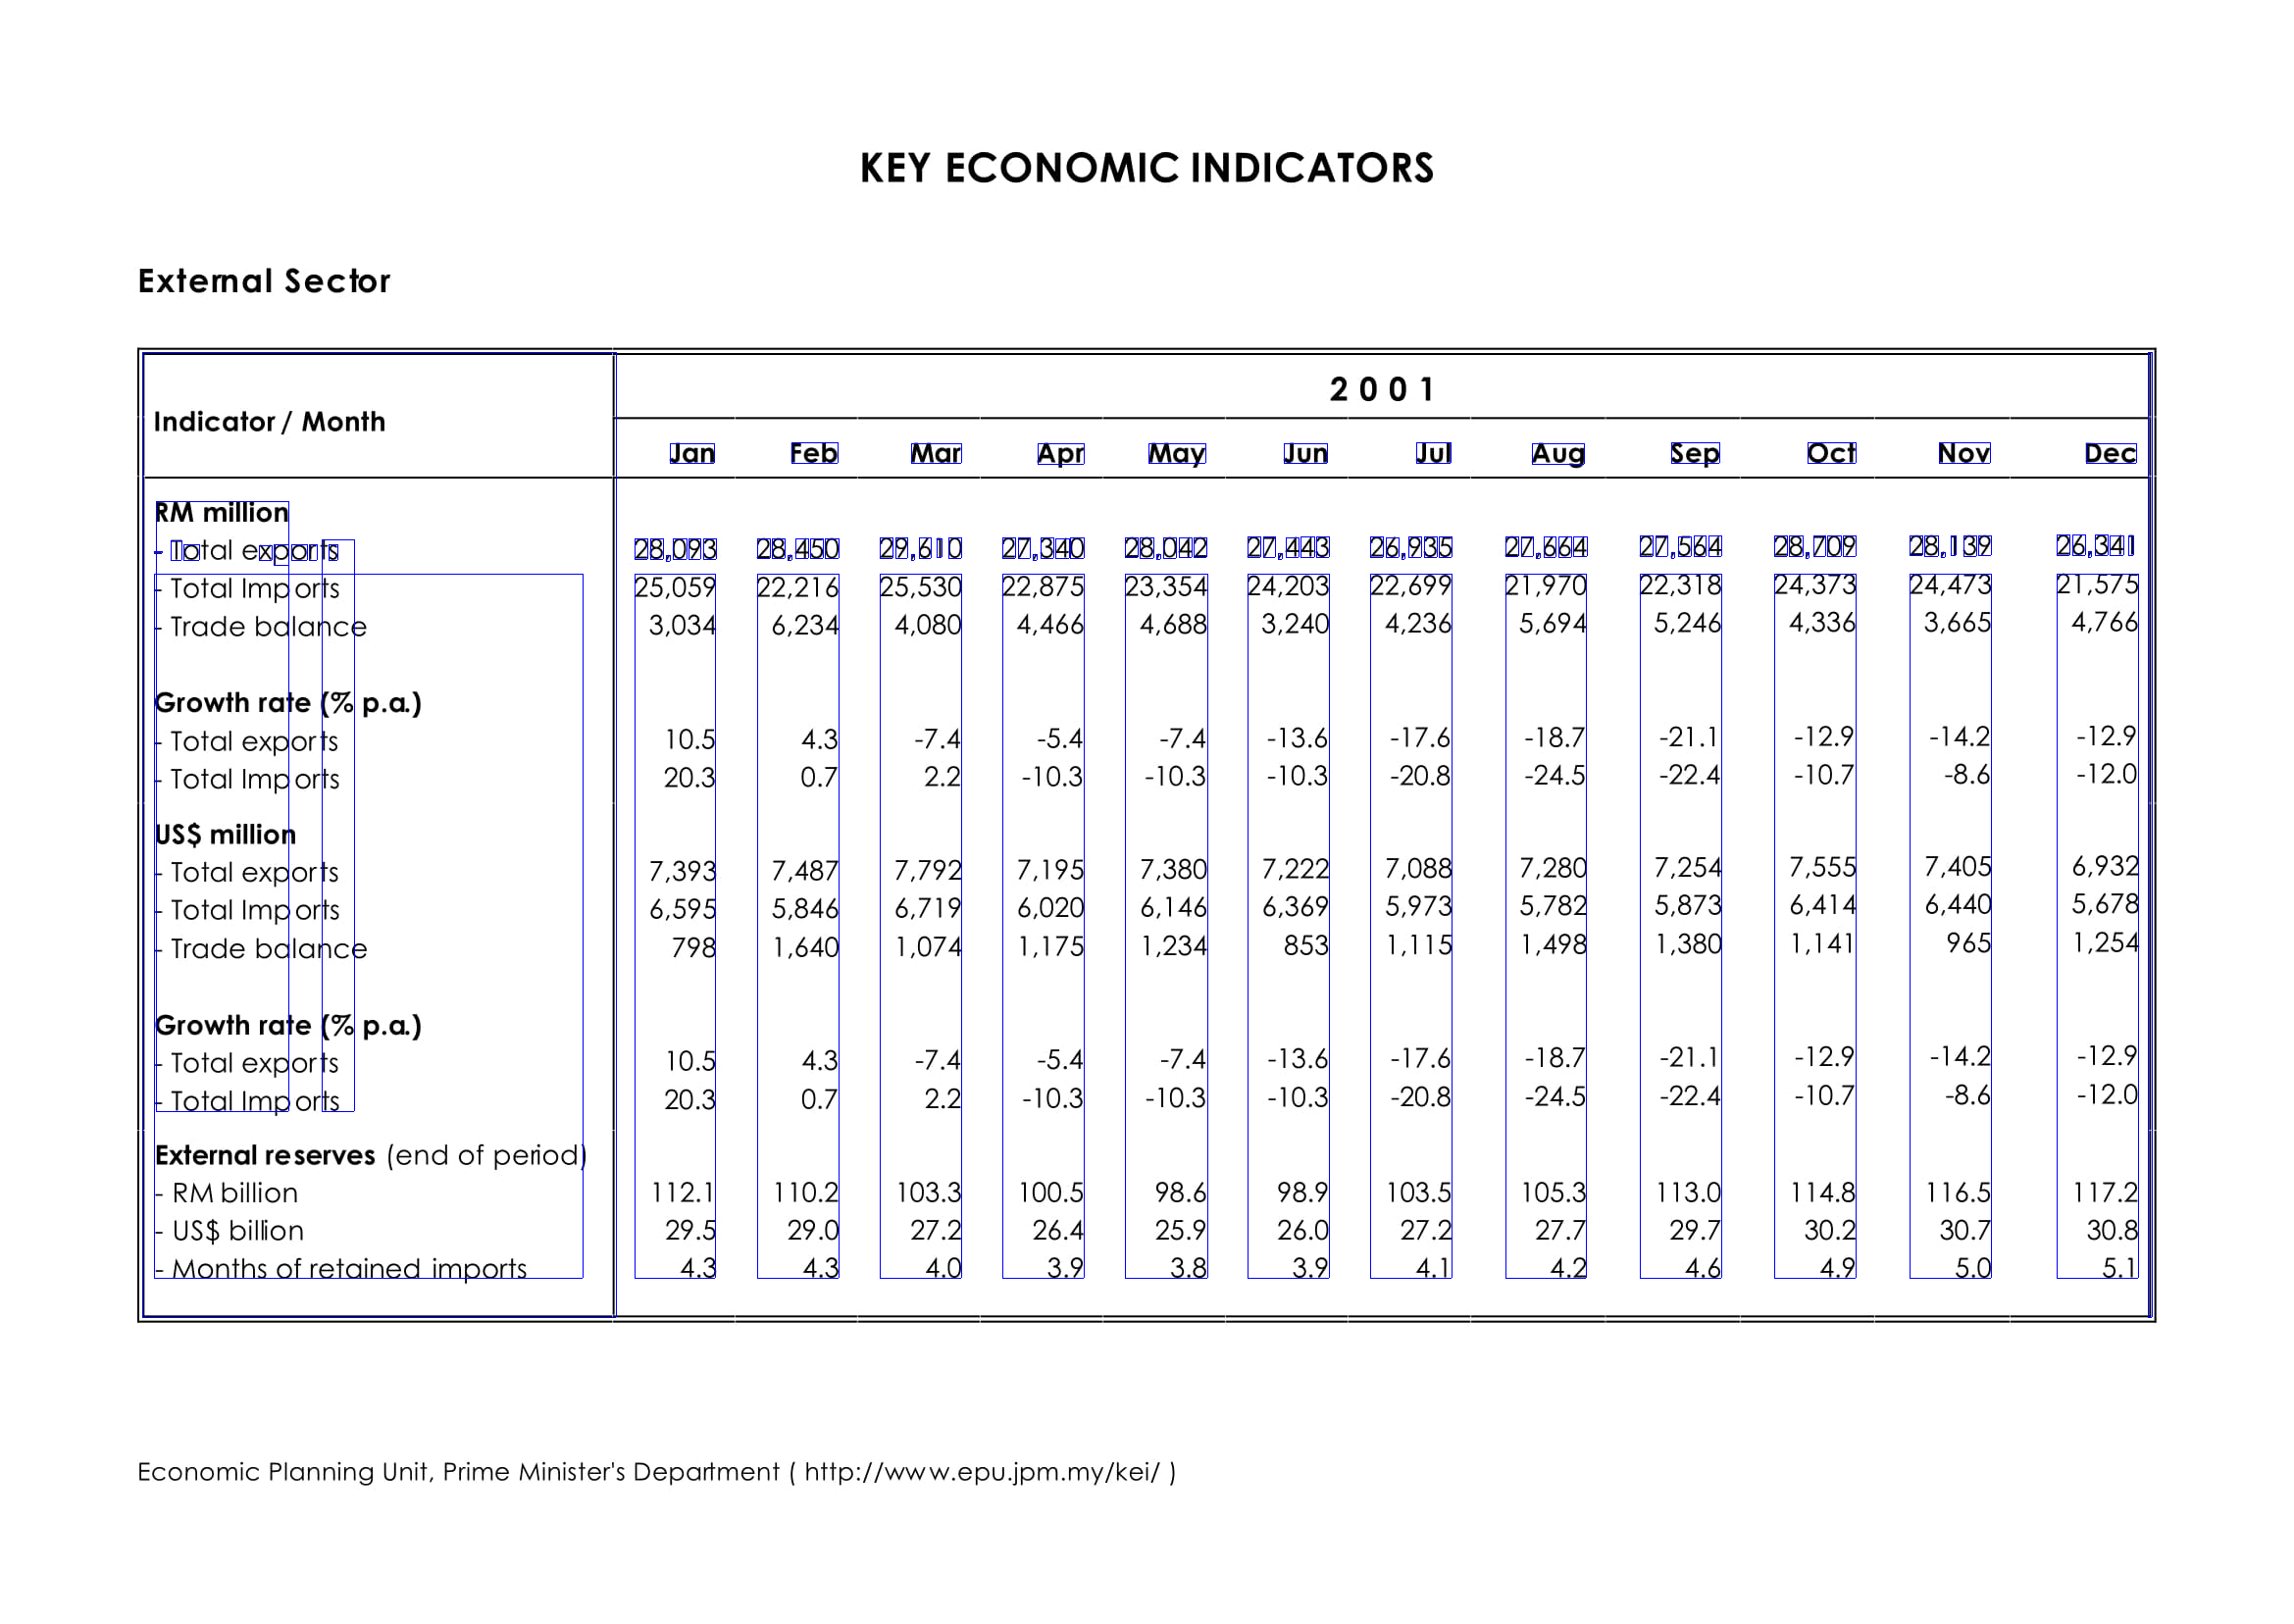 KEY ECONOMIC INDICATORS
External Sector
2 0 0 1
Indicator / Month
Jan Feb Mar Apr May Jun Jul Aug Sep Oct Nov Dec
RM million
- Total exports 28,093 28,450 29,610 27,340 28,042 27,443 26,935 27,664 27,564 28,709 28,139 26,341
- Total Imports 25,059 22,216 25,530 22,875 23,354 24,203 22,699 21,970 22,318 24,373 24,473 21,575
- Trade balance 3,034 6,234 4,080 4,466 4,688 3,240 4,236 5,694 5,246 4,336 3,665 4,766
Growth rate (% p.a.)
- Total exports 10.5 4.3 -7.4 -5.4 -7.4 -13.6 -17.6 -18.7 -21.1 -12.9 -14.2 -12.9
- Total Imports 20.3 0.7 2.2 -10.3 -10.3 -10.3 -20.8 -24.5 -22.4 -10.7 -8.6 -12.0
US$ million
- Total exports 7,393 7,487 7,792 7,195 7,380 7,222 7,088 7,280 7,254 7,555 7,405 6,932
- Total Imports 6,595 5,846 6,719 6,020 6,146 6,369 5,973 5,782 5,873 6,414 6,440 5,678
- Trade balance 798 1,640 1,074 1,175 1,234 853 1,115 1,498 1,380 1,141 965 1,254
Growth rate (% p.a.)
- Total exports 10.5 4.3 -7.4 -5.4 -7.4 -13.6 -17.6 -18.7 -21.1 -12.9 -14.2 -12.9
- Total Imports 20.3 0.7 2.2 -10.3 -10.3 -10.3 -20.8 -24.5 -22.4 -10.7 -8.6 -12.0
External reserves (end of period)
- RM billion 112.1 110.2 103.3 100.5 98.6 98.9 103.5 105.3 113.0 114.8 116.5 117.2
- US$ billion 29.5 29.0 27.2 26.4 25.9 26.0 27.2 27.7 29.7 30.2 30.7 30.8
- Months of retained imports 4.3 4.3 4.0 3.9 3.8 3.9 4.1 4.2 4.6 4.9 5.0 5.1
Economic Planning Unit, Prime Minister's Department ( http://www.epu.jpm.my/kei/ )